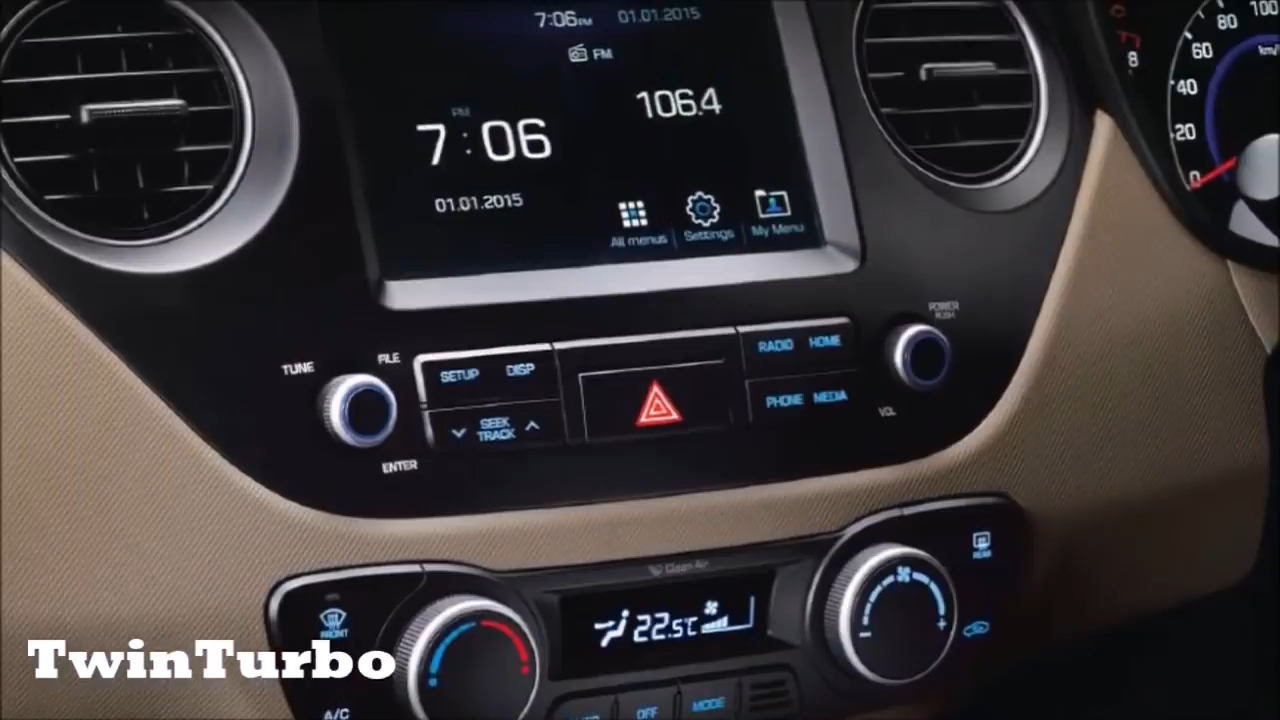 7:06PM 01.01.2015
FM
PM
7:06
106.4
01.01.2015
All menus
Settings
My Menu
100
80
60
40
20
0
km/
8
TUNE
FILE
ENTER
SETUP
DISP
SEEK
TRACK
RADIO
HOME
PHONE
MEDIA
POWER
PUSH
VOL
Clean Air
FRONT
REAR
22.5°C
- +
A/C
OFF
MODE
TwinTurbo